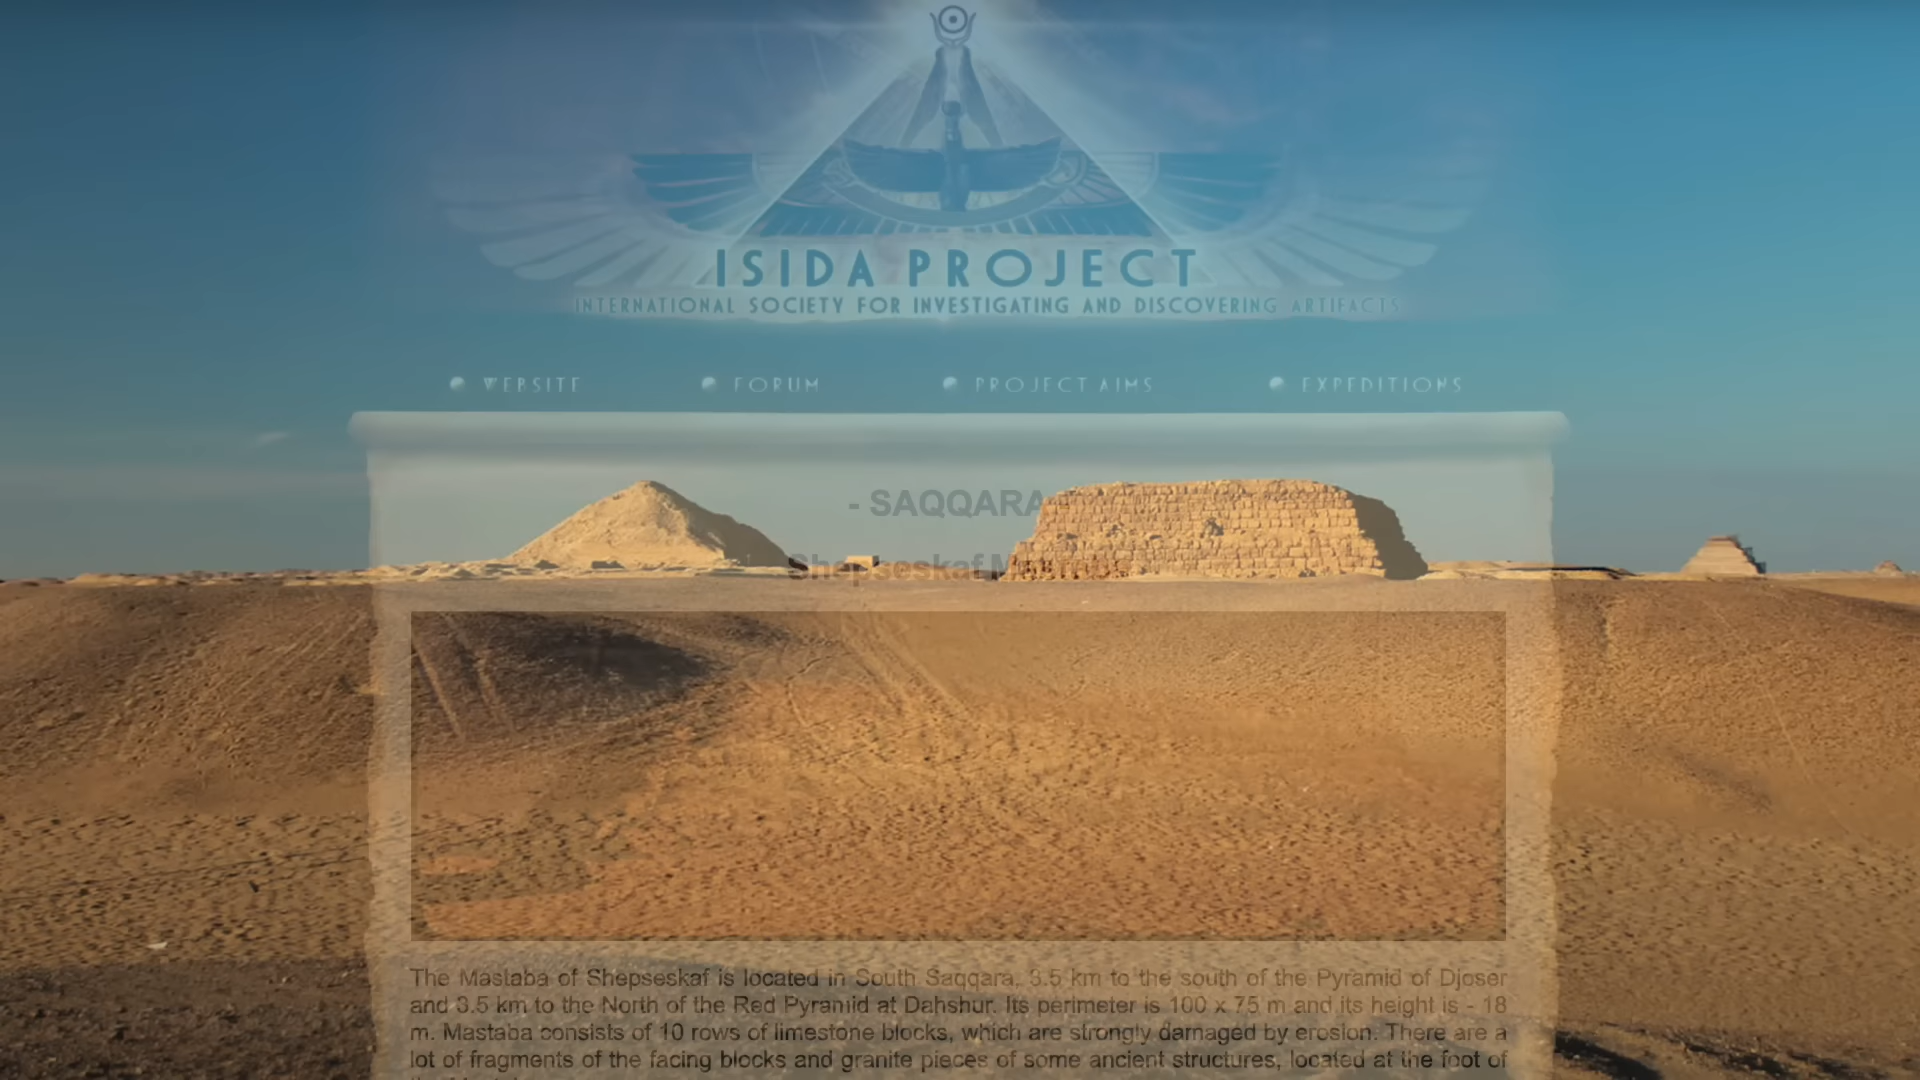 ISIDA PROJECT
INTERNATIONAL SOCIETY FOR INVESTIGATING AND DISCOVERING ARTIFACTS
WEBSITE FORUM PROJECT AIMS EXPEDITIONS
- SAQQARA
Shepseskaf
The Mastaba of Shepseskaf is located in South Saqqara, 3.5 km to the south of the Pyramid of Djoser
and 3.5 km to the North of the Red Pyramid at Dahshur. Its perimeter is 100 x 75 m and its height is - 18
m. Mastaba consists of 10 rows of limestone blocks, which are strongly damaged by erosion. There are a
lot of fragments of the facing blocks and granite pieces of some ancient structures, located at the foot of